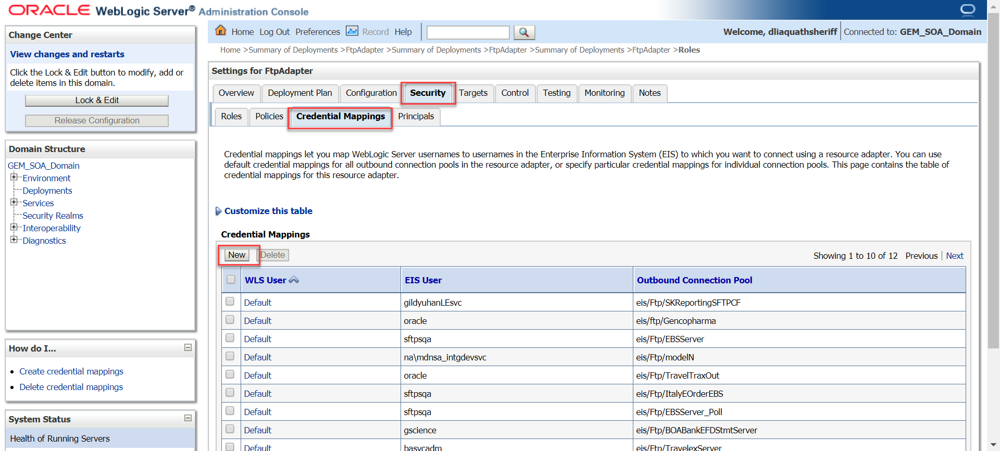 ORACLE WebLogic Server® Administration Console
Change Center
View changes and restarts
Click the Lock & Edit button to modify, add or
delete items in this domain.
Lock & Edit
Release Configuration
Domain Structure
GEM_SOA_Domain
Environment
Deployments
Services
Security Realms
Interoperability
Diagnostics
How do I...
Create credential mappings
Delete credential mappings
System Status
Health of Running Servers
Home Log Out Preferences Record Help
Welcome, dliaquathsheriff Connected to: GEM_SOA_Domain
Home >Summary of Deployments >FtpAdapter >Summary of Deployments >FtpAdapter >Summary of Deployments >FtpAdapter >Roles
Settings for FtpAdapter
Overview Deployment Plan Configuration Security Targets Control Testing Monitoring Notes
Roles Policies Credential Mappings Principals
Credential mappings let you map WebLogic Server usernames to usernames in the Enterprise Information System (EIS) to which you want to connect using a resource adapter. You can use
default credential mappings for all outbound connection pools in the resource adapter, or specify particular credential mappings for individual connection pools. This page contains the table of
credential mappings for this resource adapter.
Customize this table
Credential Mappings
New Delete Showing 1 to 10 of 12 Previous Next
WLS User EIS User Outbound Connection Pool
Default gildyuhanLEsvc eis/Ftp/SKReportingSFTPCF
Default oracle eis/ftp/Gencopharma
Default sftpsqa eis/Ftp/EBSServer
Default na\mdnsa_intgdevsvc eis/Ftp/modelN
Default oracle eis/Ftp/TravelTraxOut
Default sftpsqa eis/Ftp/ItalyEOrderEBS
Default sftpsqa eis/Ftp/EBSServer_Poll
Default gscience eis/Ftp/BOABankEFDStmtServer
Default basycadm eis/Ftp/TravelexServer